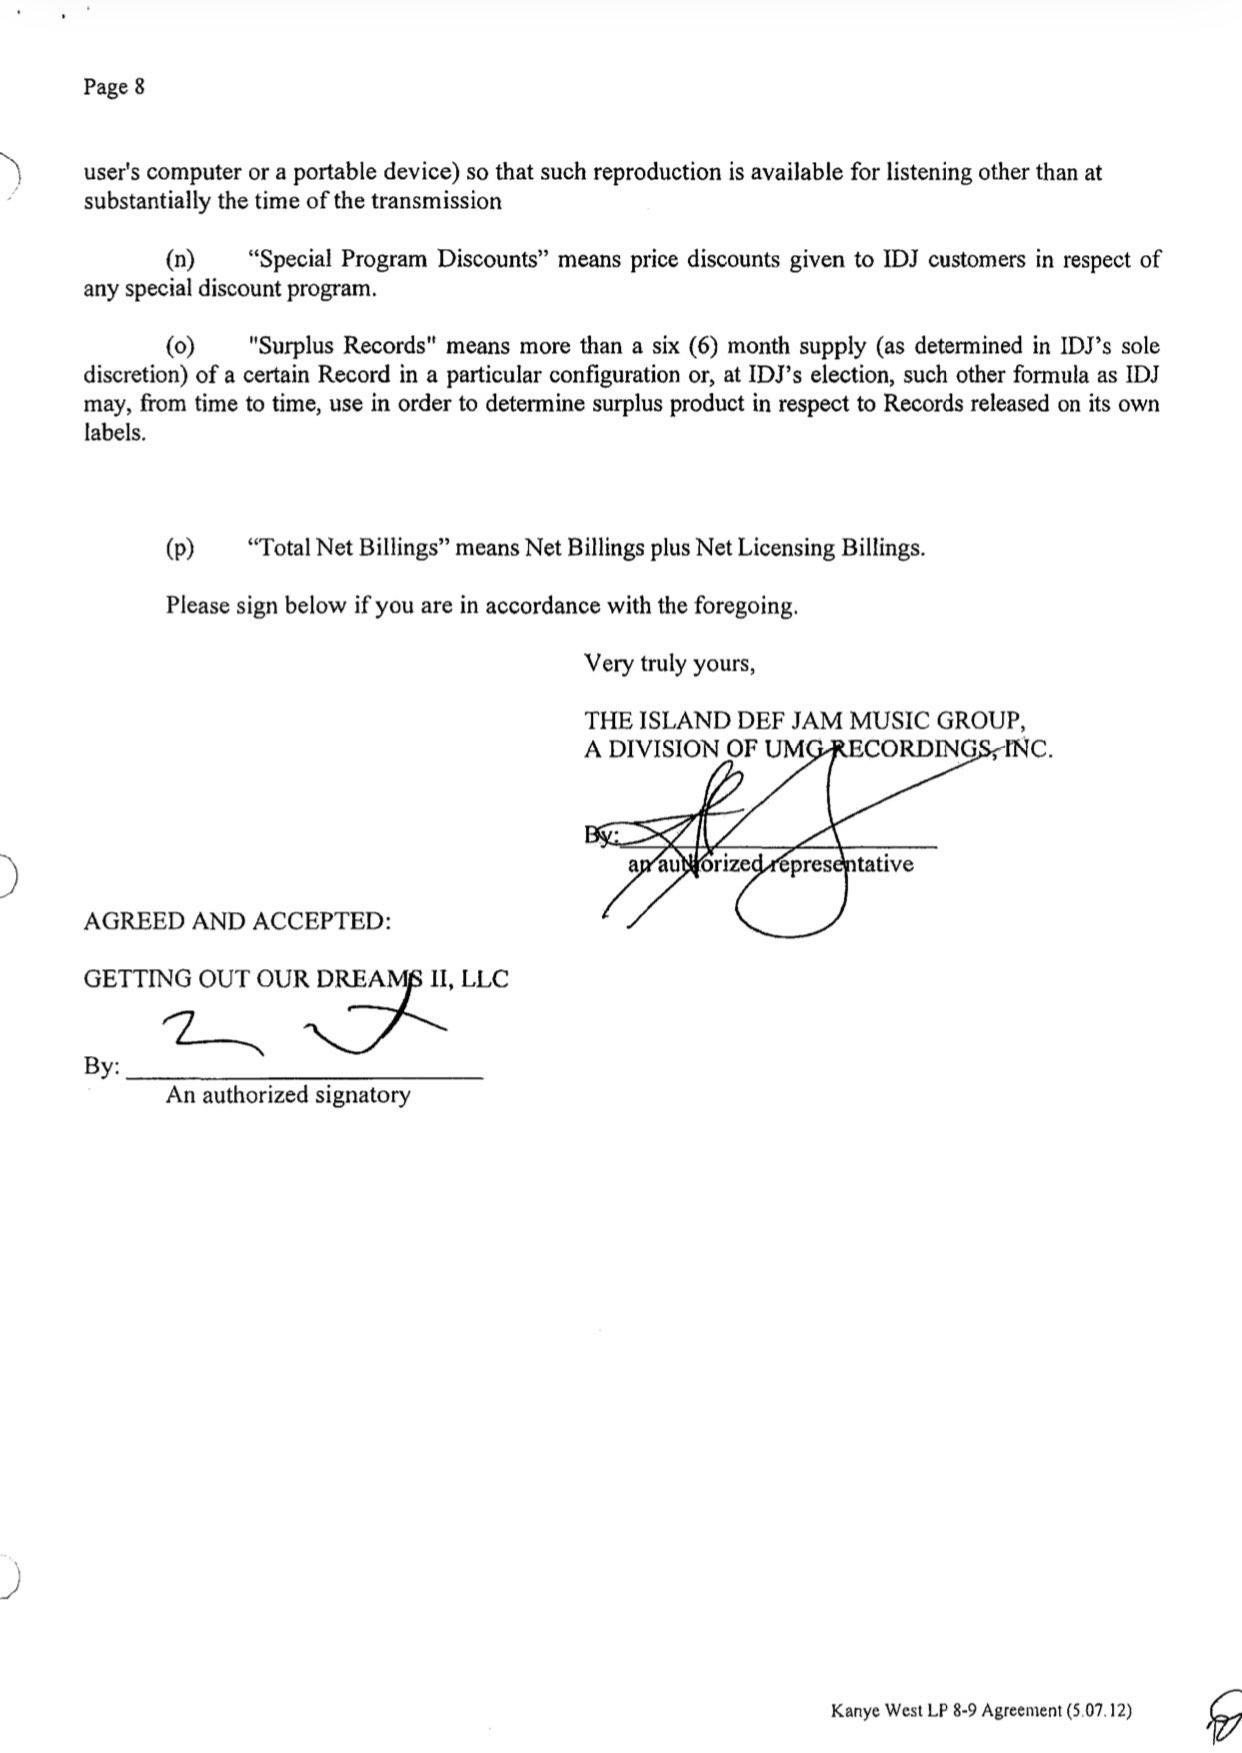 Page 8
user's computer or a portable device) so that such reproduction is available for listening other than at
substantially the time of the transmission
(n) “Special Program Discounts” means price discounts given to IDJ customers in respect of
any special discount program.
(o) "Surplus Records" means more than a six (6) month supply (as determined in IDJ’s sole
discretion) of a certain Record in a particular configuration or, at IDJ’s election, such other formula as IDJ
may, from time to time, use in order to determine surplus product in respect to Records released on its own
labels.
(p) “Total Net Billings” means Net Billings plus Net Licensing Billings.
Please sign below if you are in accordance with the foregoing.
Very truly yours,
THE ISLAND DEF JAM MUSIC GROUP,
A DIVISION OF UMG RECORDINGS, INC.
By:
an authorized representative
AGREED AND ACCEPTED:
GETTING OUT OUR DREAMS II, LLC
By:
An authorized signatory
Kanye West LP 8-9 Agreement (5.07.12)